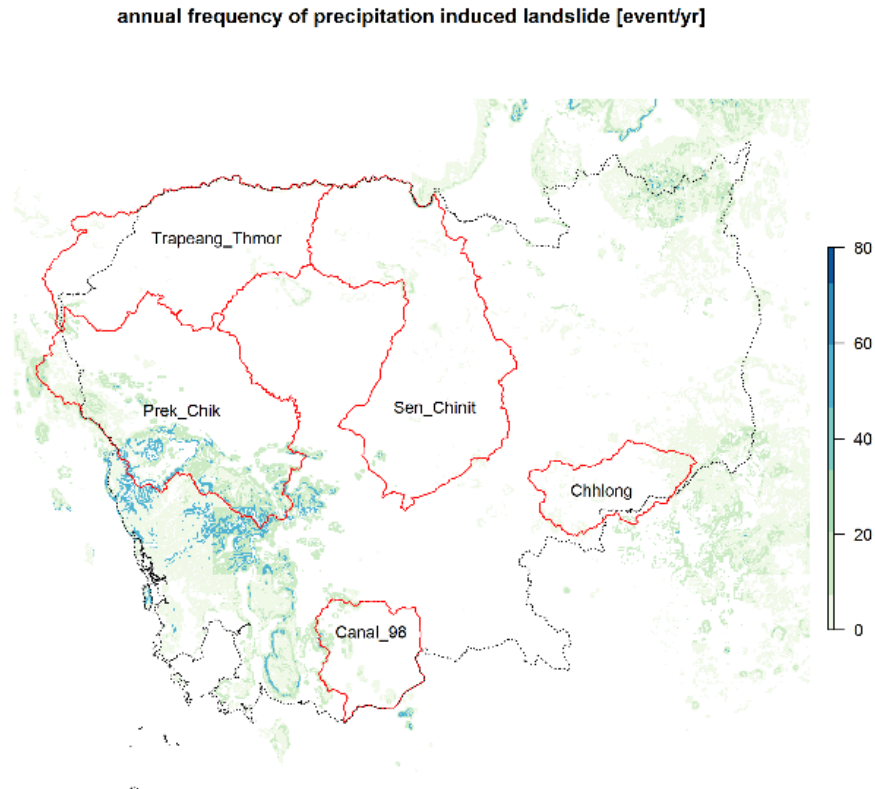 annual frequency of precipitation induced landslide [event/yr]
Trapeang_Thmor
80
60
Prek_Chik
Sen_Chinit
40
Chhlong
20
Canal_98
0